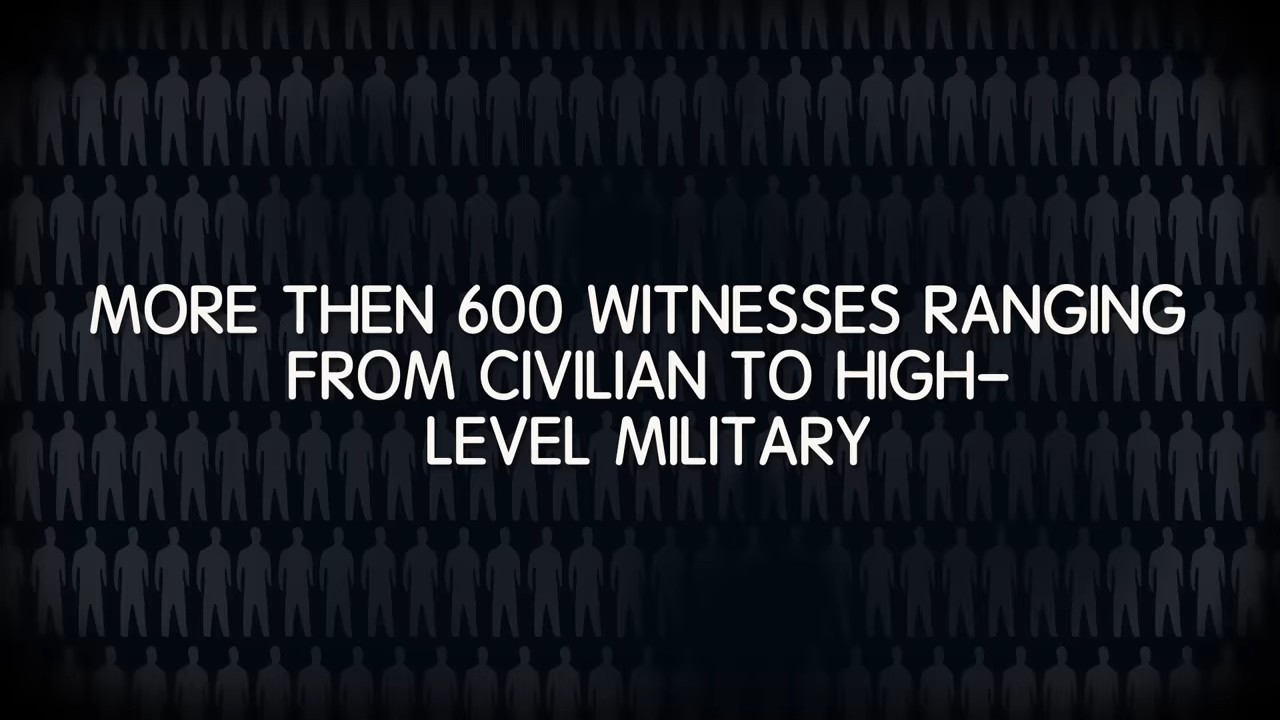 MORE THEN 600 WITNESSES RANGING
FROM CIVILIAN TO HIGH-
LEVEL MILITARY